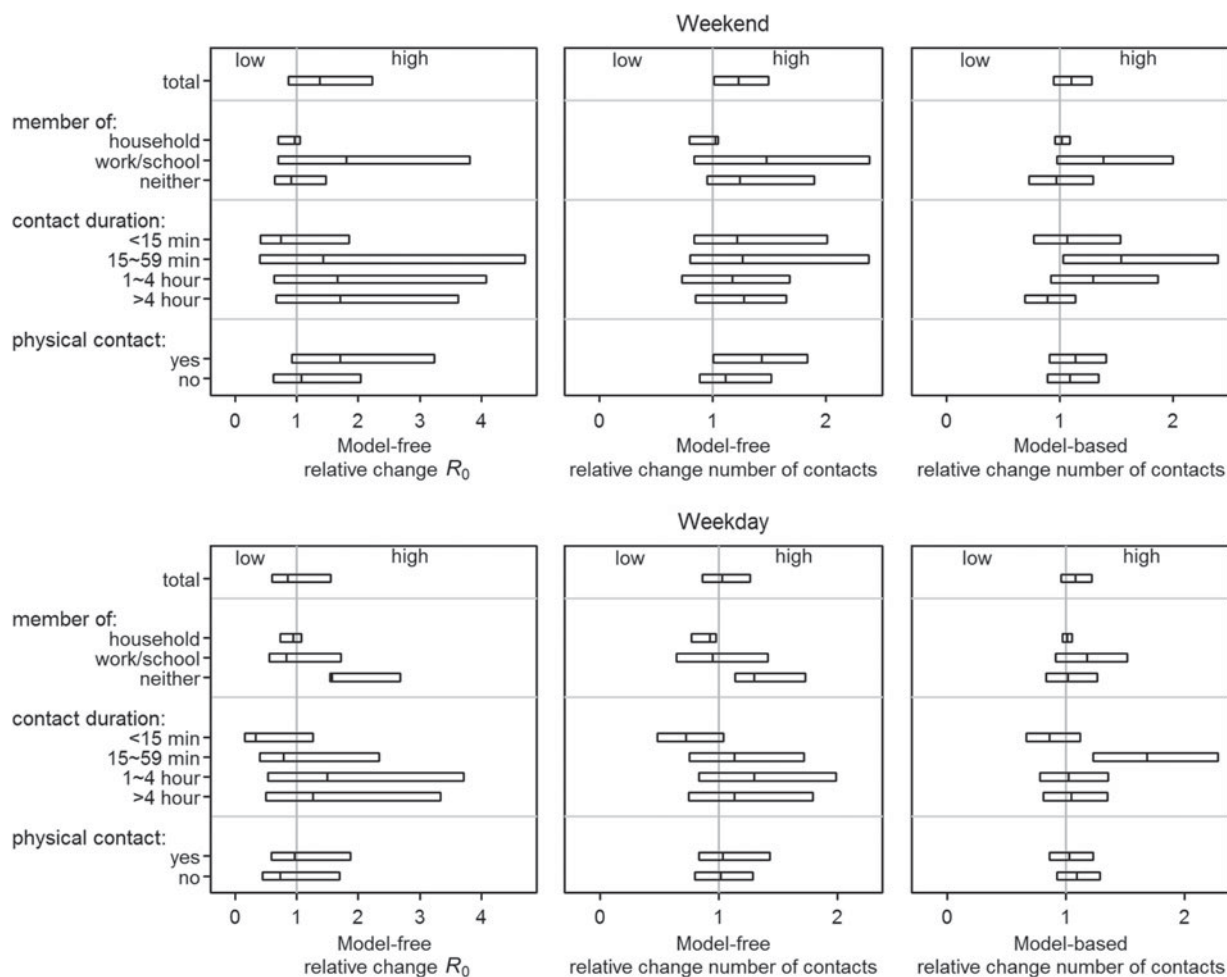 Weekend
low high low high low high
total
member of:
household
work/school
neither
contact duration:
<15 min
15~59 min
1~4 hour
>4 hour
physical contact:
yes
no
0 1 2 3 4 0 1 2 0 1 2
Model-free Model-free Model-based
relative change R₀ relative change number of contacts relative change number of contacts
Weekday
low high low high low high
total
member of:
household
work/school
neither
contact duration:
<15 min
15~59 min
1~4 hour
>4 hour
physical contact:
yes
no
0 1 2 3 4 0 1 2 0 1 2
Model-free Model-free Model-based
relative change R₀ relative change number of contacts relative change number of contacts